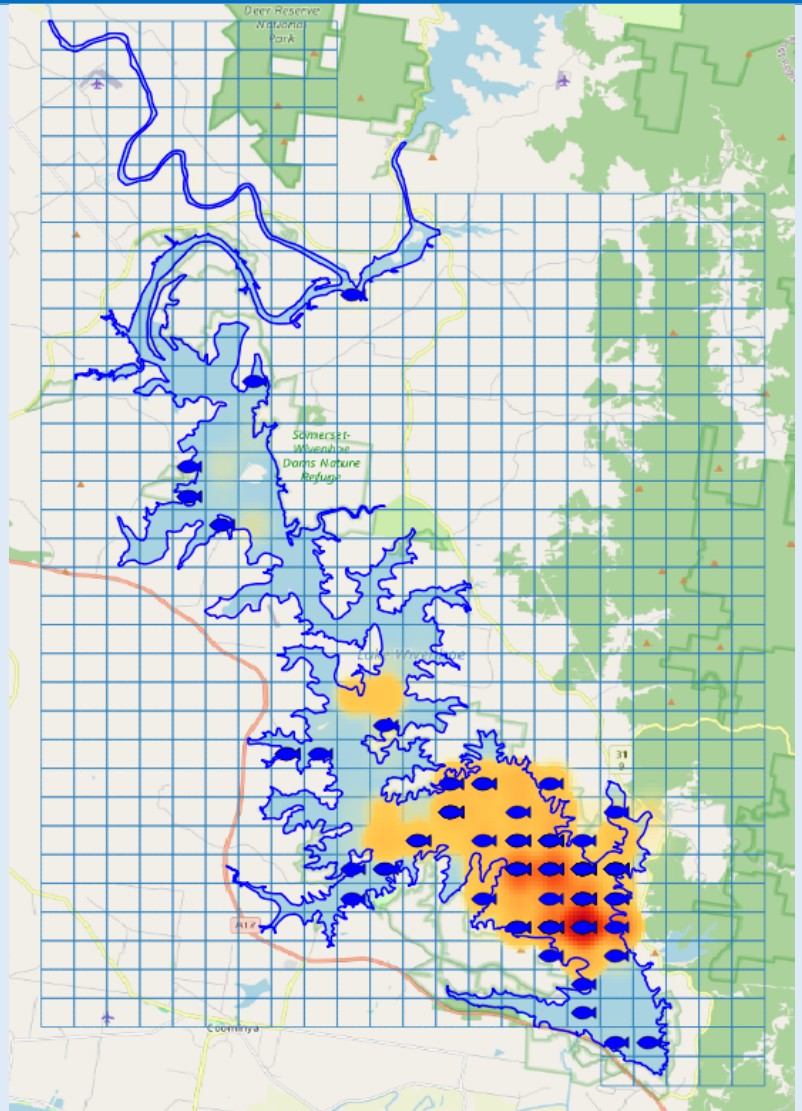 Deer Reserve
National
Park
Somerset-
Wivenhoe
Dams Nature
Refuge
Lake Wivenhoe
31
9
A17
Coominya